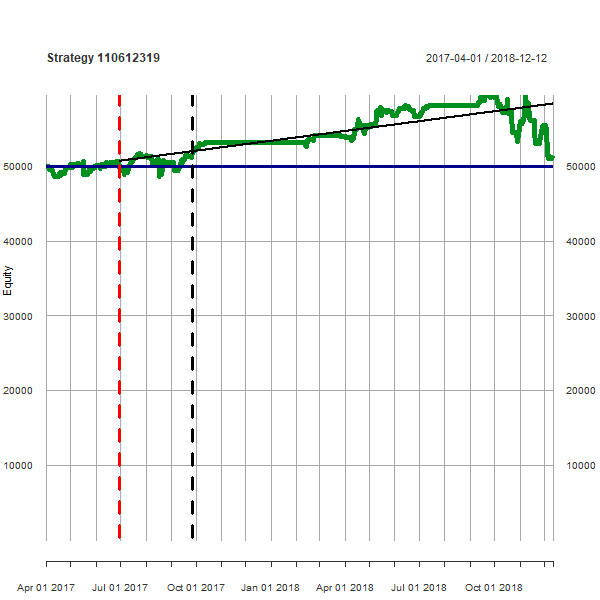 Strategy 110612319
2017-04-01 / 2018-12-12
50000 50000
40000 40000
Equity
30000 30000
20000 20000
10000 10000
Apr 01 2017 Jul 01 2017 Oct 01 2017 Jan 01 2018 Apr 01 2018 Jul 01 2018 Oct 01 2018